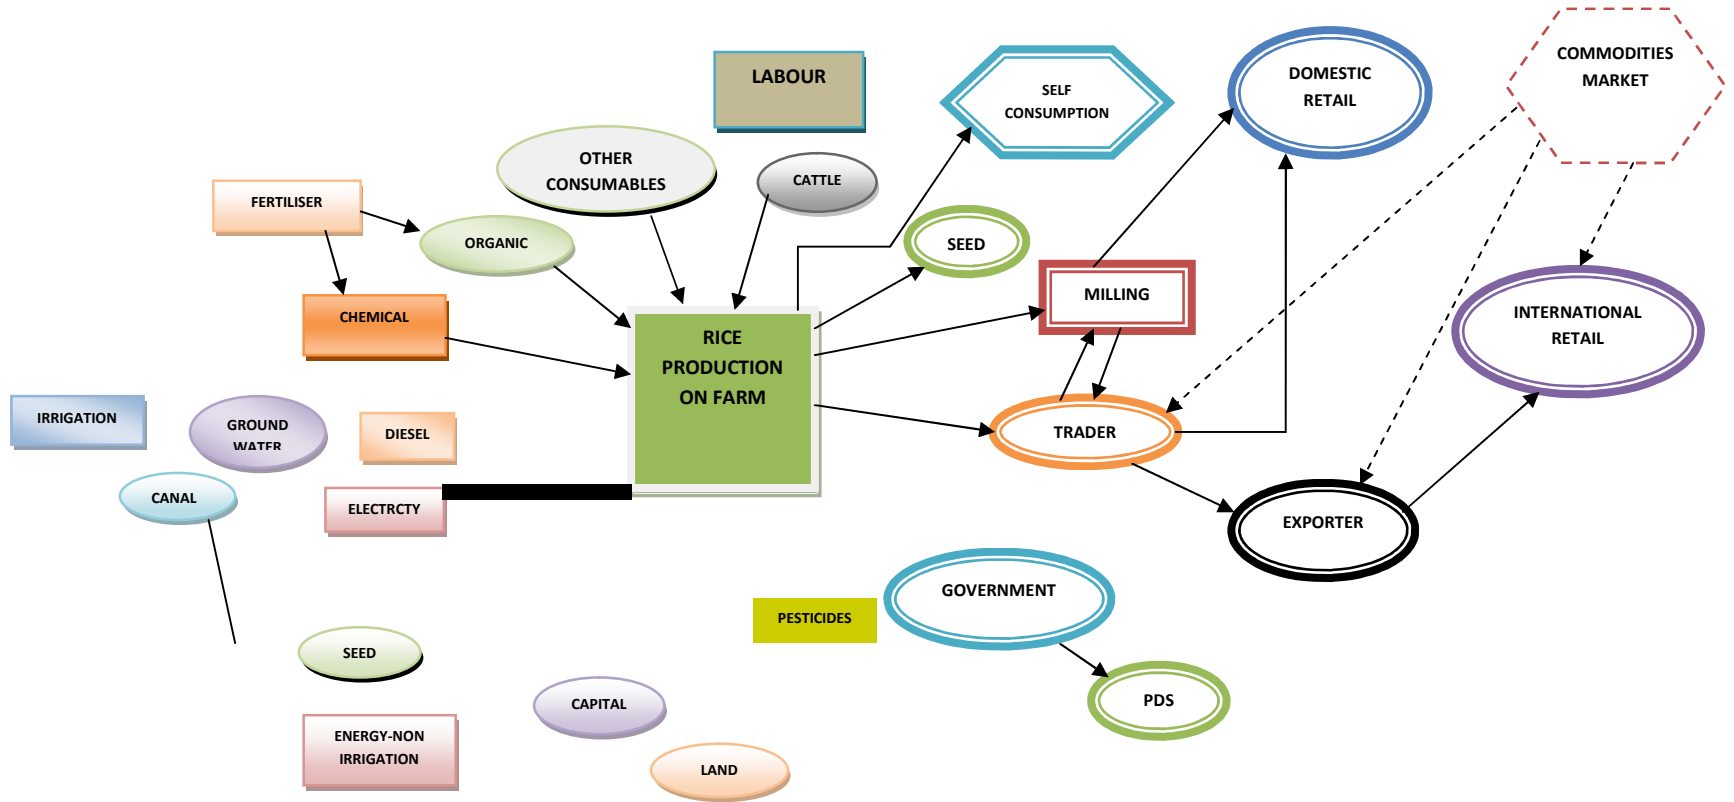 LABOUR
SELF
CONSUMPTION
DOMESTIC
RETAIL
COMMODITIES
MARKET
OTHER
CONSUMABLES
CATTLE
FERTILISER
ORGANIC
SEED
CHEMICAL
MILLING
INTERNATIONAL
RETAIL
RICE
PRODUCTION
ON FARM
IRRIGATION
GROUND
WATER
DIESEL
TRADER
CANAL
ELECTRCTY
EXPORTER
GOVERNMENT
PESTICIDES
SEED
CAPITAL
PDS
ENERGY-NON
IRRIGATION
LAND